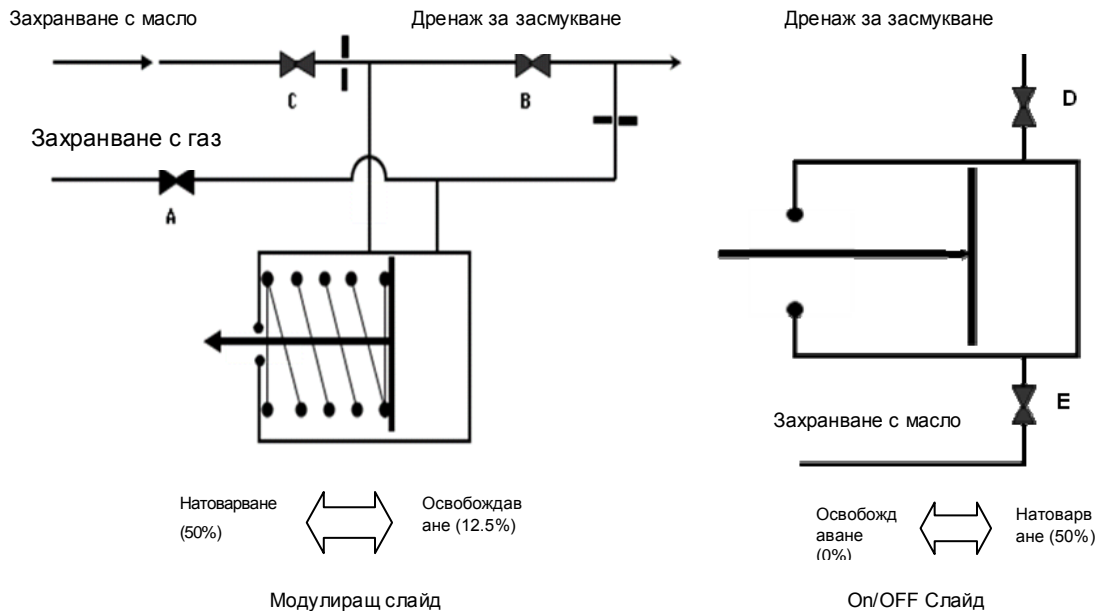 Захранване с масло
Дренаж за засмукване
Дренаж за засмукване
C
B
D
Захранване с газ
A
E
Захранване с масло
Натоварване
(50%)
Освобождав
ане (12.5%)
Освобожд
аване
(0%)
Натоварв
ане (50%)
Модулиращ слайд
On/OFF Слайд